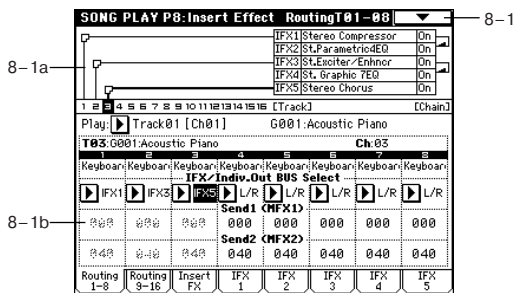 SONG PLAY P8:Insert Effect RoutingT01-08
8-1
IFX1 Stereo Compressor On
IFX2 St.Parametric4EQ On
8-1a
IFX3 St.Exciter/Enhncr On
IFX4 St. Graphic 7EQ On
IFX5 Stereo Chorus On
1 2 3 4 5 6 7 8 9 10 11 12 13 14 15 16 [Track] [Chain]
Play: Track01 [Ch01] G001:Acoustic Piano
T03:G001:Acoustic Piano Ch:03
1 2 3 4 5 6 7 8
Keyboar Keyboar Keyboar Keyboar Keyboar Keyboar Keyboar Keyboar
IFX/Indiv.Out BUS Select
IFX1 IFX3 IFX5 L/R L/R L/R L/R L/R
Send1 (MFX1)
8-1b
000 000 000 000 000 000 000 000
Send2 (MFX2)
040 040 040 040 040 040 040 040
Routing 1-8 Routing 9-16 Insert FX IFX 1 IFX 2 IFX 3 IFX 4 IFX 5